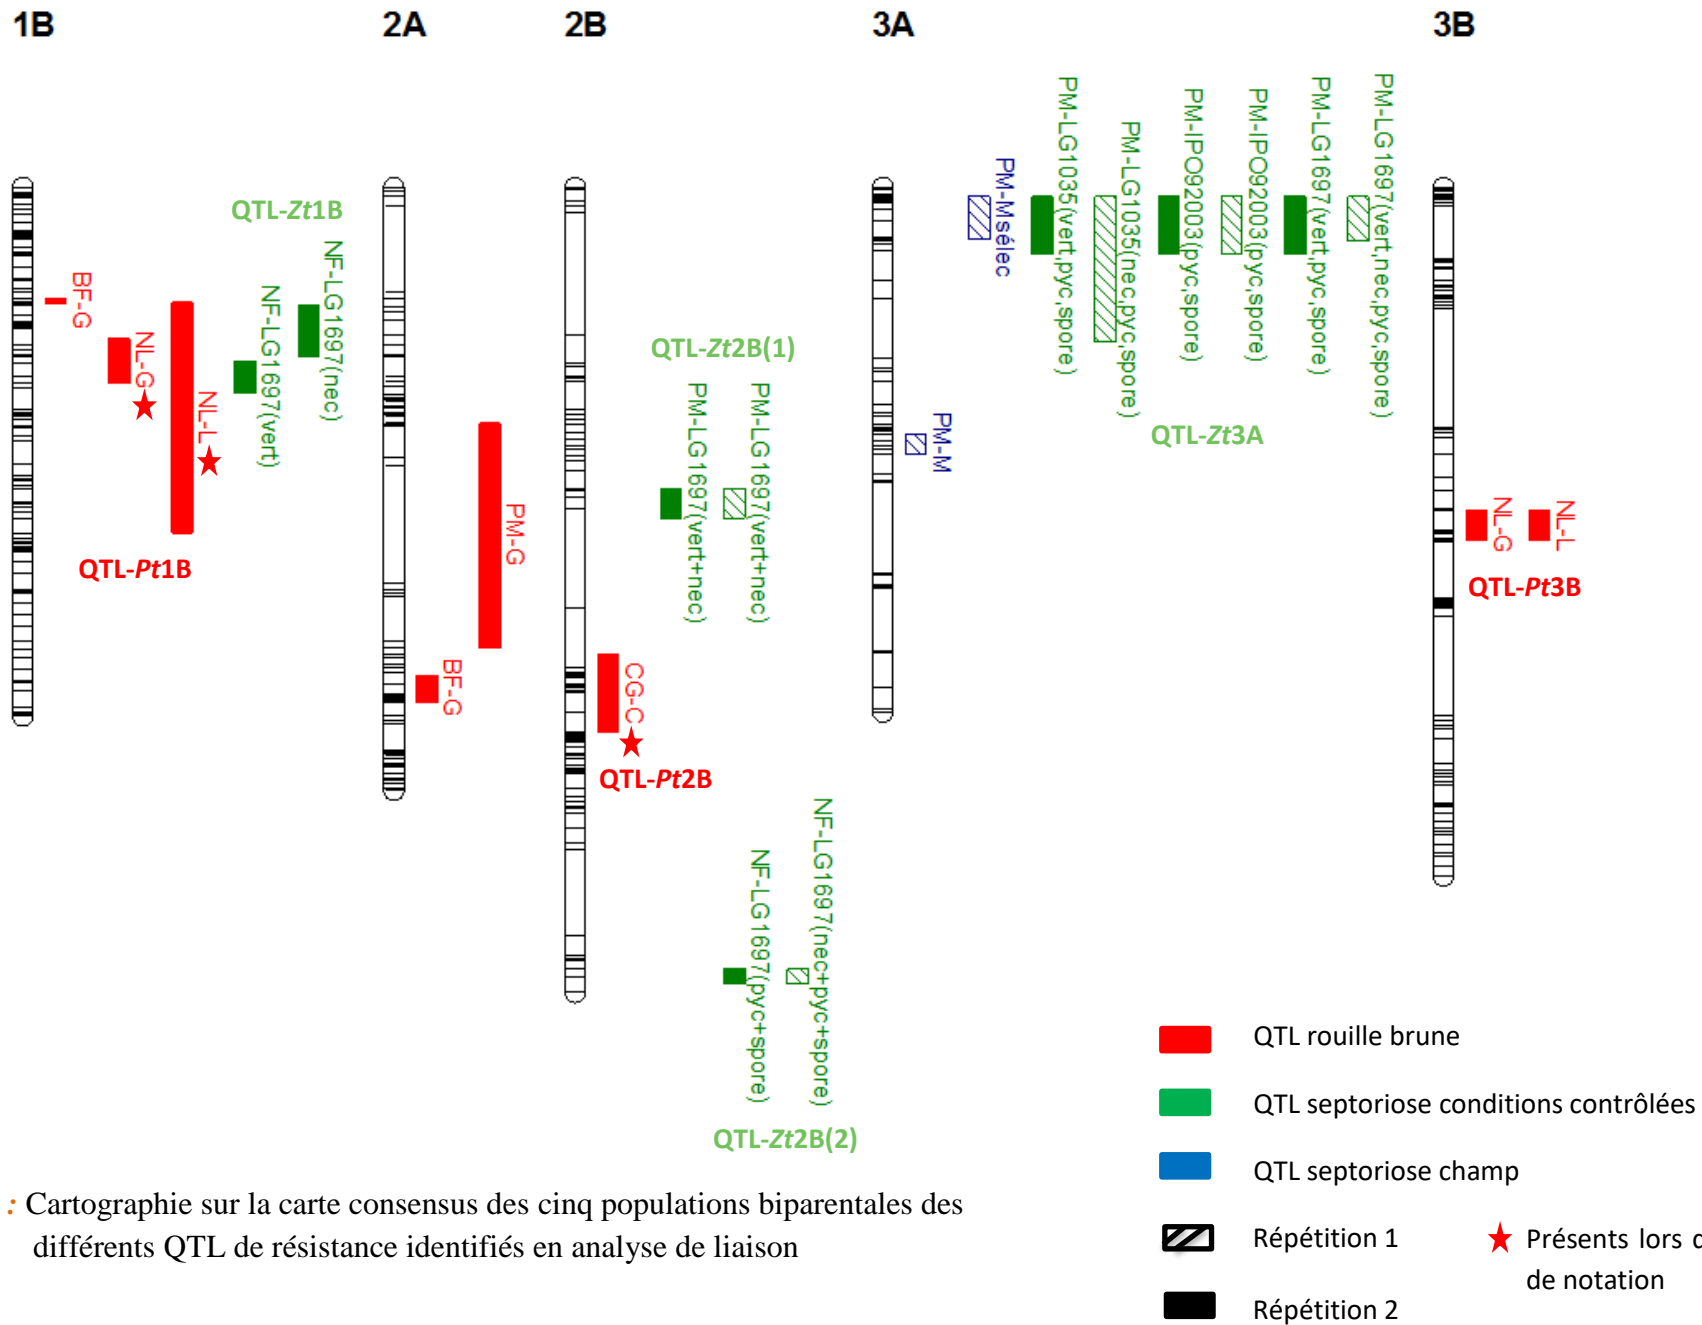 1B
2A
2B
3A
3B
QTL-Zt1B
BF-G
NL-G
NL-L
NF-LG1697(vert)
NF-LG1697(nec)
QTL-Pt1B
BF-G
PM-G
QTL-Zt2B(1)
PM-LG1697(vert+nec)
PM-LG1697(vert+nec)
CG-C
QTL-Pt2B
NF-LG1697(pyc+spore)
NF-LG1697(nec+pyc+spore)
QTL-Zt2B(2)
PM-M
PM-Msélec
PM-LG1035(vert,pyc,spore)
PM-LG1035(nec,pyc,spore)
PM-IPO92003(pyc,spore)
PM-IPO92003(pyc,spore)
PM-LG1697(vert,pyc,spore)
PM-LG1697(vert,nec,pyc,spore)
QTL-Zt3A
NL-G
NL-L
QTL-Pt3B
QTL rouille brune
QTL septoriose conditions contrôlées
QTL septoriose champ
Répétition 1
Répétition 2
Présents lors
de notation
: Cartographie sur la carte consensus des cinq populations biparentales des
différents QTL de résistance identifiés en analyse de liaison